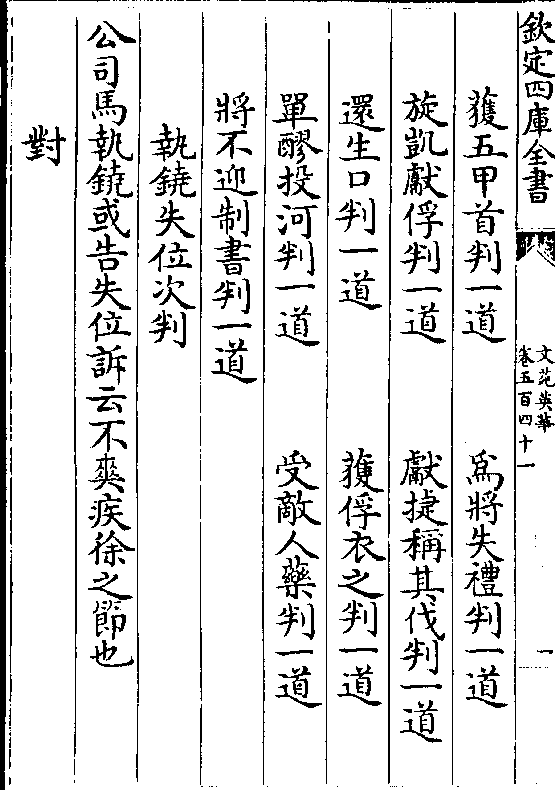 欽定四庫全書
文苑英華
卷五百四十一
一
獲五甲首判一道 爲將失禮判一道
旋凱獻俘判一道 獻捷稱其伐判一道
還生口判一道 獲俘衣之判一道
單醪投河判一道 受敵人藥判一道
將不迎制書判一道
執鐃失位次判
公司馬執鐃或告失位訴云不爽疾徐之節也
對